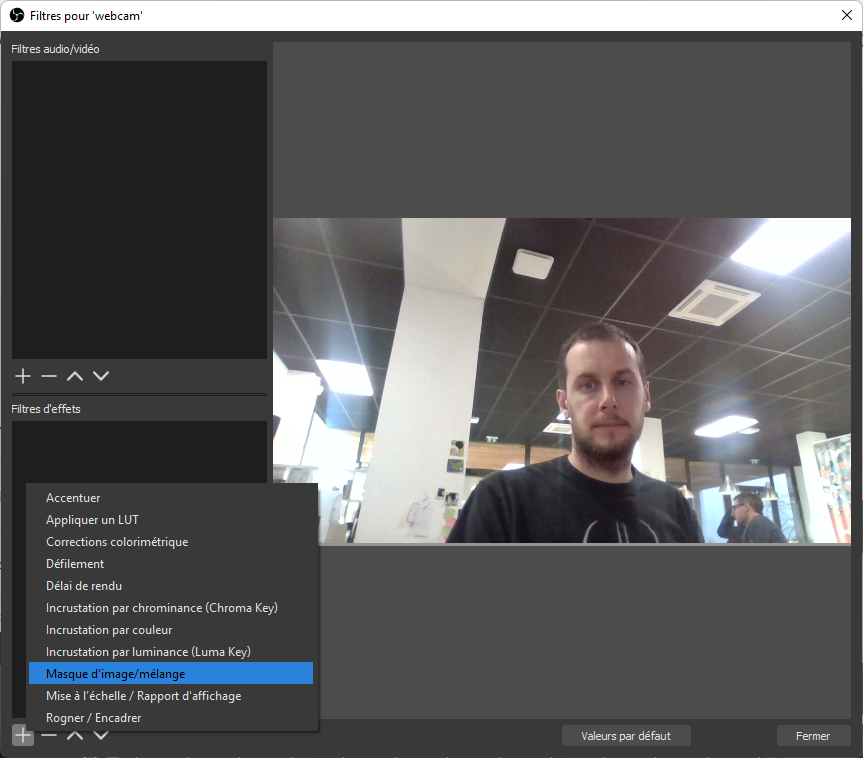 Filtres pour 'webcam'
Filtres audio/vidéo
Filtres d'effets
Accentuer
Appliquer un LUT
Corrections colorimétrique
Défilement
Délai de rendu
Incrustation par chrominance (Chroma Key)
Incrustation par couleur
Incrustation par luminance (Luma Key)
Masque d'image/mélange
Mise à l'échelle / Rapport d'affichage
Rogner / Encadrer
Valeurs par défaut
Fermer